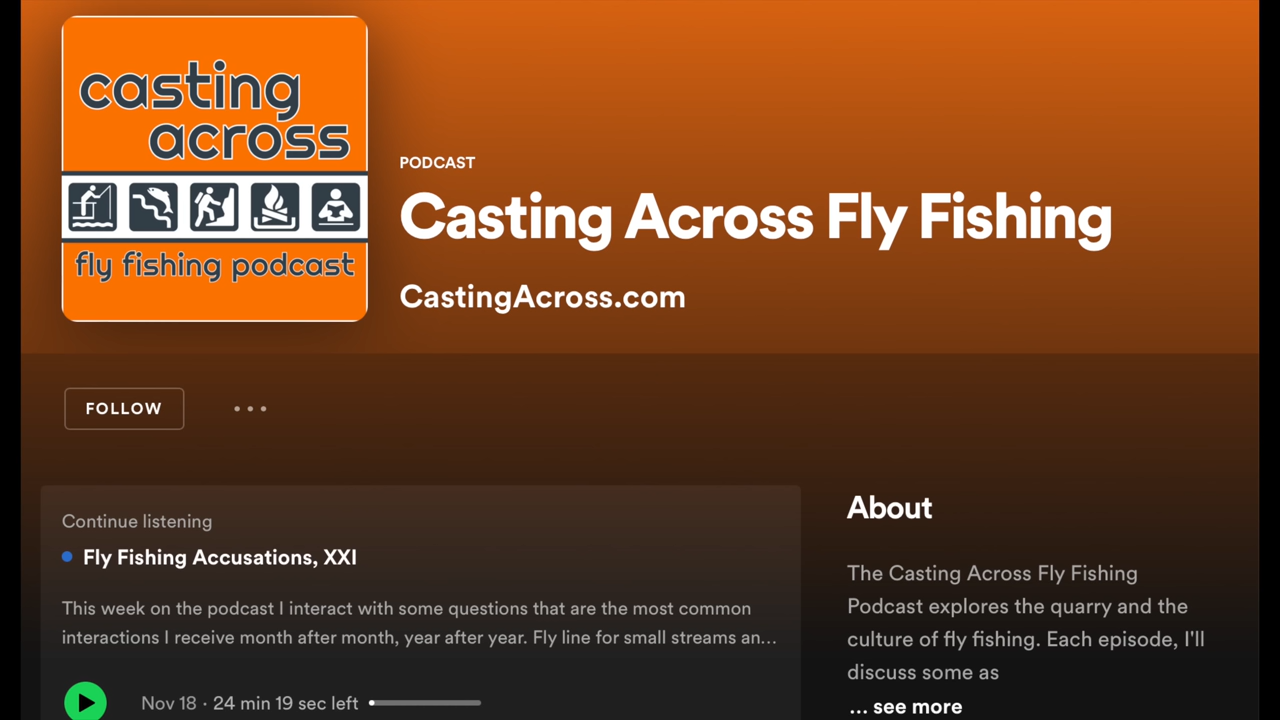 casting
across
fly fishing podcast
PODCAST
Casting Across Fly Fishing
CastingAcross.com
FOLLOW
Continue listening
Fly Fishing Accusations, XXI
This week on the podcast I interact with some questions that are the most common
interactions I receive month after month, year after year. Fly line for small streams an...
Nov 18 · 24 min 19 sec left
About
The Casting Across Fly Fishing
Podcast explores the quarry and the
culture of fly fishing. Each episode, I'll
discuss some as
... see more